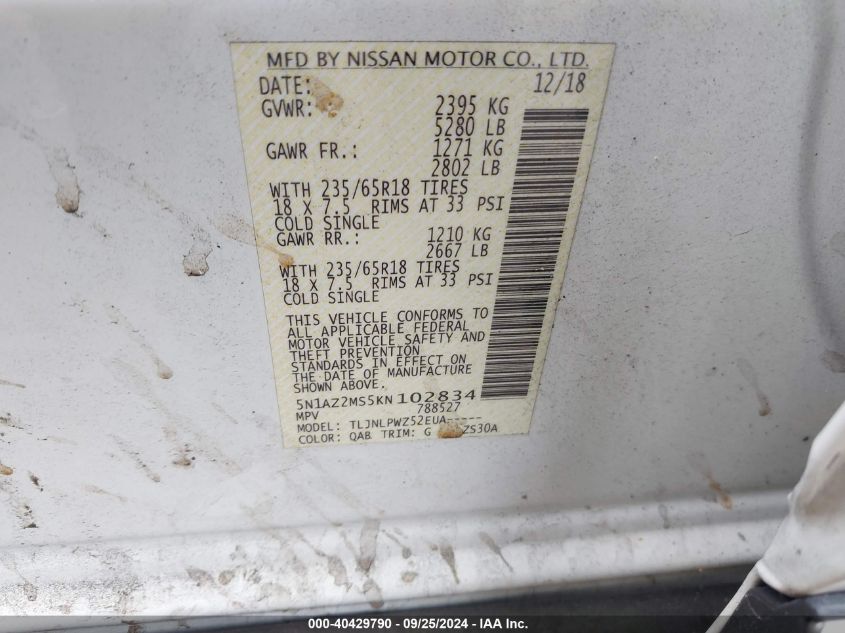 MFD BY NISSAN MOTOR CO., LTD.
DATE: 12/18
GVWR: 2395 KG
5280 LB
GAWR FR.: 1271 KG
2802 LB
WITH 235/65R18 TIRES
18 X 7.5 RIMS AT 33 PSI
COLD SINGLE
GAWR RR.: 1210 KG
2667 LB
WITH 235/65R18 TIRES
18 X 7.5 RIMS AT 33 PSI
COLD SINGLE
THIS VEHICLE CONFORMS TO
ALL APPLICABLE FEDERAL
MOTOR VEHICLE SAFETY AND
THEFT PREVENTION
STANDARDS IN EFFECT ON
THE DATE OF MANUFACTURE
SHOWN ABOVE.
5N1AZ2MS5KN102834
MPV 788527
MODEL: TLJNLPWZ52EUA-----
COLOR: QAB TRIM: G ZS30A
000-40429790 - 09/25/2024 - IAA Inc.